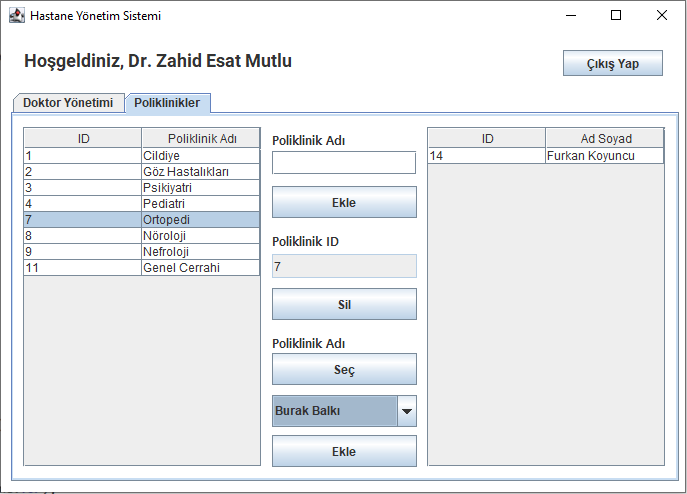 Hastane Yönetim Sistemi
Hoşgeldiniz, Dr. Zahid Esat Mutlu
Çıkış Yap
Doktor Yönetimi
Poliklinikler
ID Poliklinik Adı
1 Cildiye
2 Göz Hastalıkları
3 Psikiyatri
4 Pediatri
7 Ortopedi
8 Nöroloji
9 Nefroloji
11 Genel Cerrahi
Poliklinik Adı
Ekle
Poliklinik ID
7
Sil
Poliklinik Adı
Seç
Burak Balkı
Ekle
ID Ad Soyad
14 Furkan Koyuncu